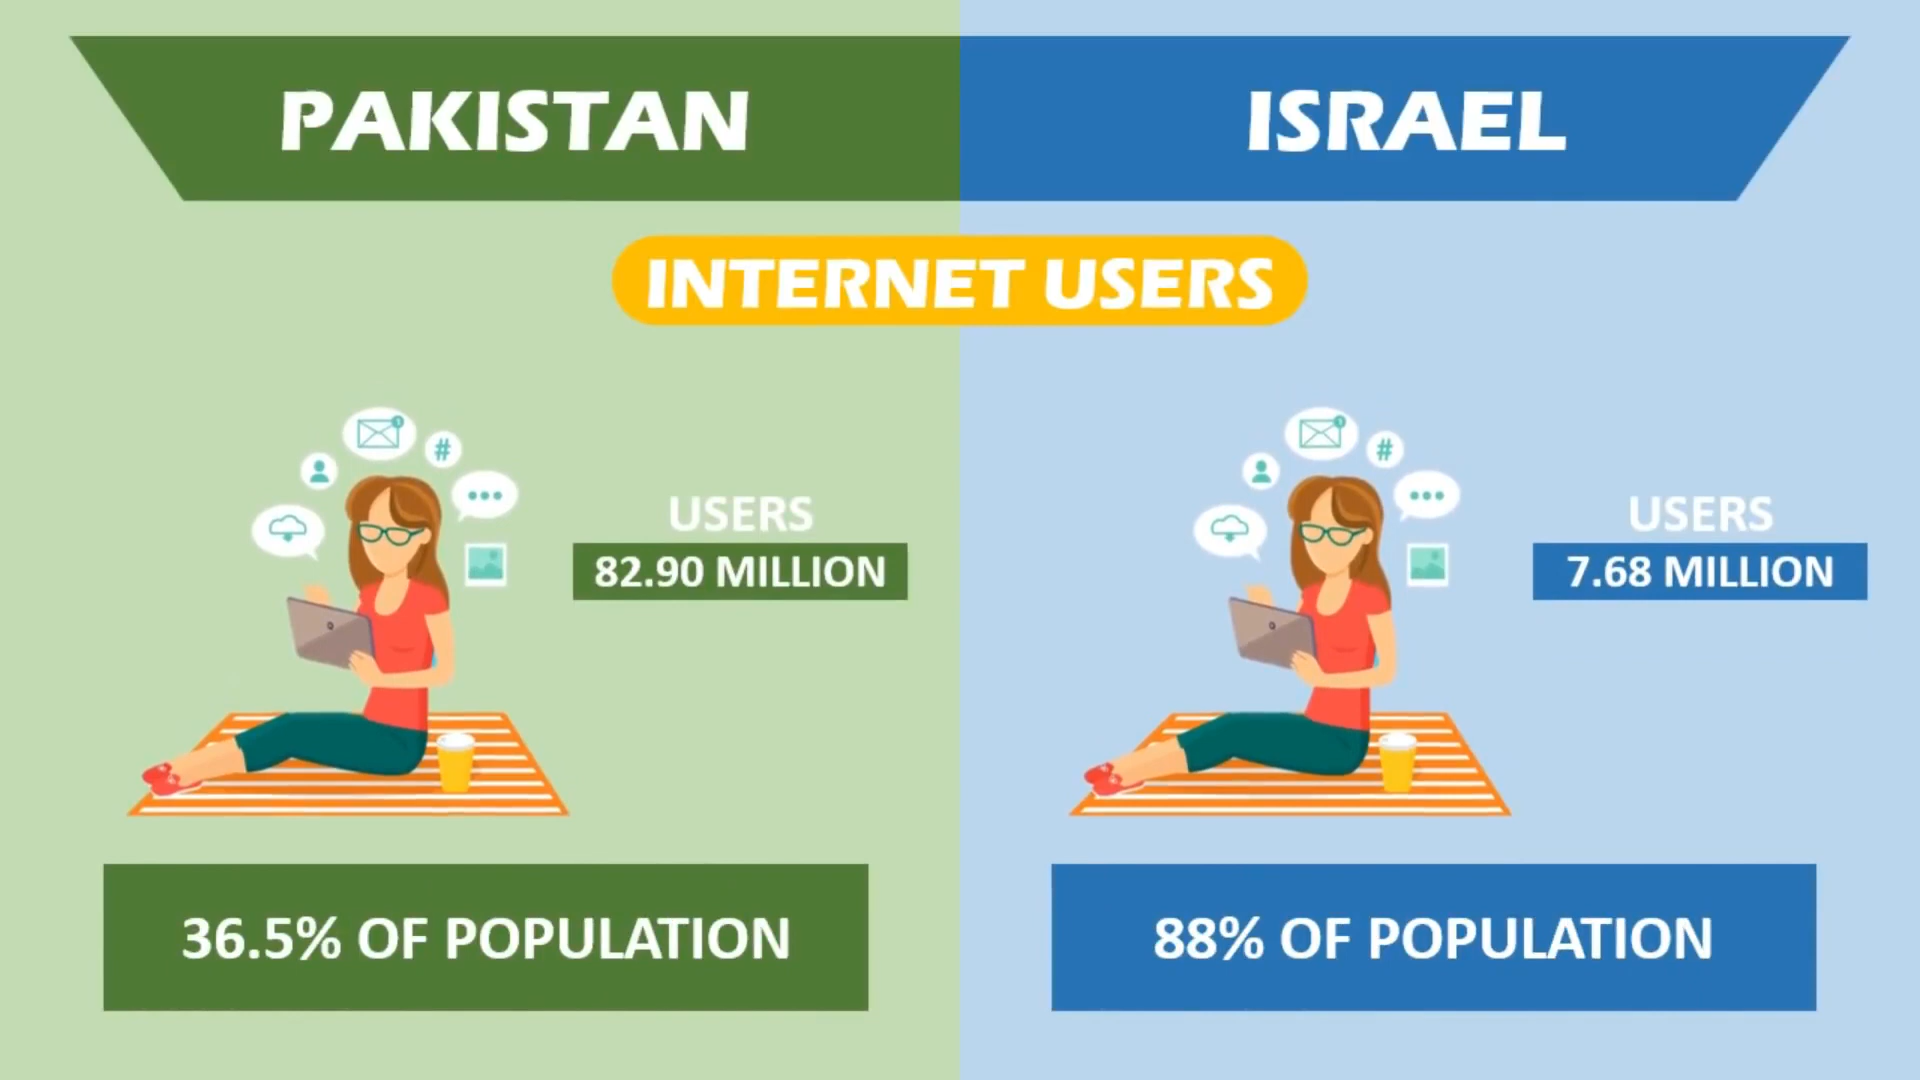 PAKISTAN
ISRAEL
INTERNET USERS
USERS
82.90 MILLION
USERS
7.68 MILLION
36.5% OF POPULATION
88% OF POPULATION